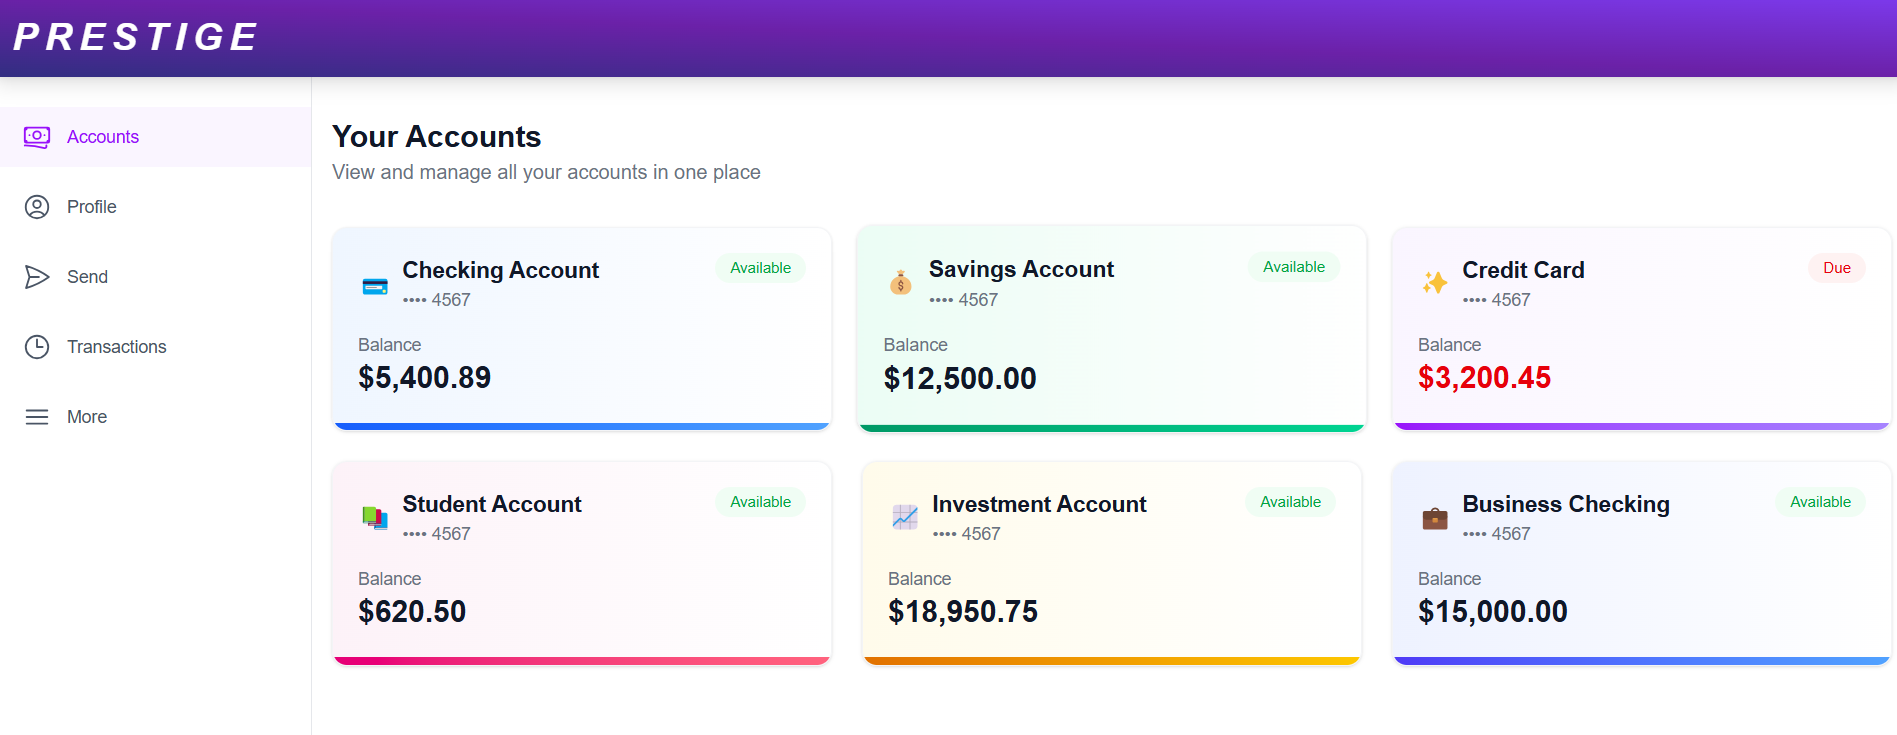 PRESTIGE
Accounts
Profile
Send
Transactions
More
Your Accounts
View and manage all your accounts in one place
Checking Account
Available
•••• 4567
Balance
$5,400.89
Savings Account
Available
•••• 4567
Balance
$12,500.00
Credit Card
Due
•••• 4567
Balance
$3,200.45
Student Account
Available
•••• 4567
Balance
$620.50
Investment Account
Available
•••• 4567
Balance
$18,950.75
Business Checking
Available
•••• 4567
Balance
$15,000.00